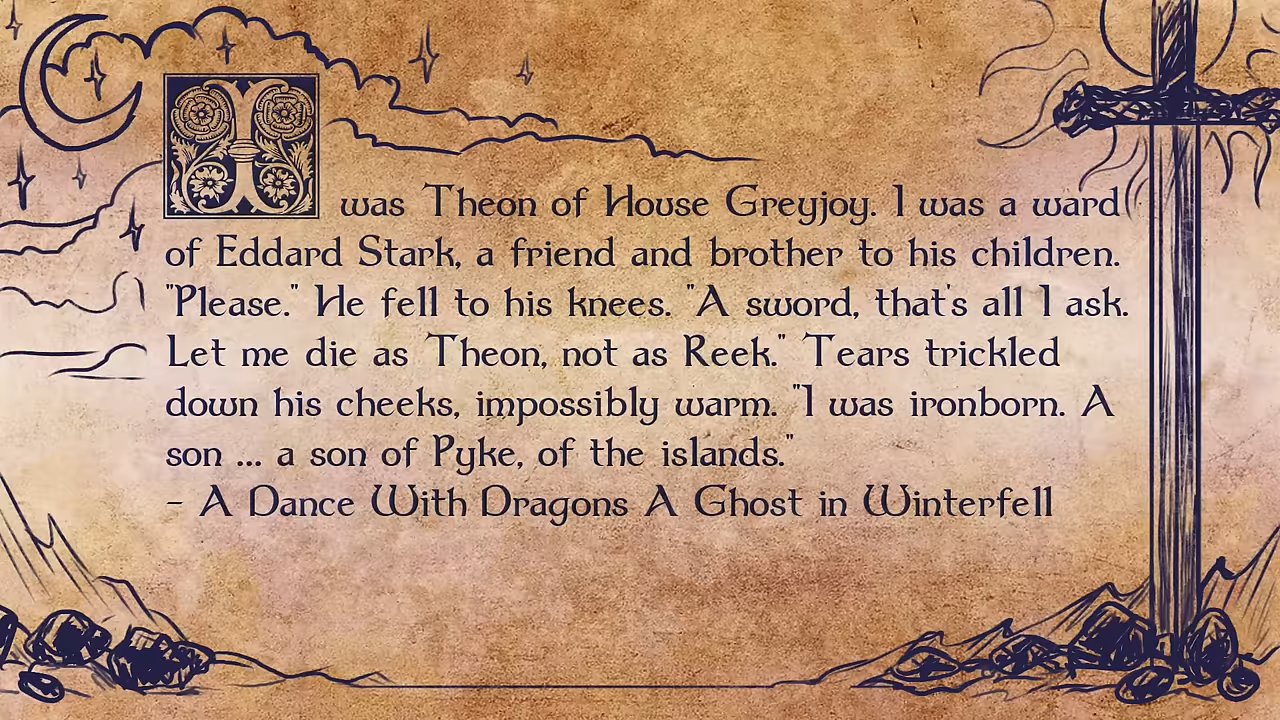 I was Theon of House Greyjoy. I was a ward
of Eddard Stark, a friend and brother to his children.
"Please." He fell to his knees. "A sword, that's all I ask.
Let me die as Theon, not as Reek." Tears trickled
down his cheeks, impossibly warm. "I was ironborn. A
son ... a son of Pyke, of the islands."
- A Dance With Dragons A Ghost in Winterfell